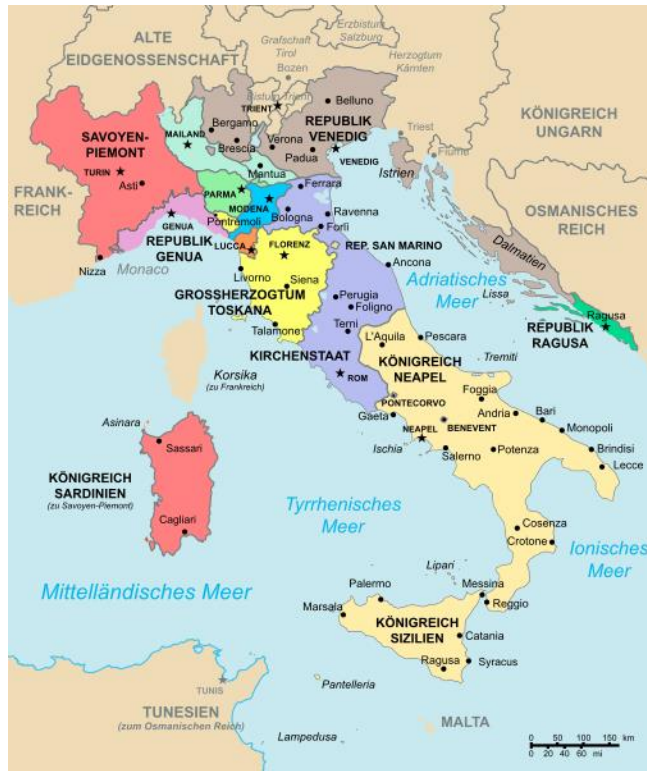 ALTE
EIDGENOSSENSCHAFT
Grafschaft
Tirol
Bozen
Erzbistum
Salzburg
Herzogtum
Kärnten
KÖNIGREICH
UNGARN
Bistum Trient
TRIENT
Belluno
Bergamo
REPUBLIK
VENEDIG
SAVOYEN-
PIEMONT
MAILAND
Brescia
Verona
Padua
VENEDIG
Triest
Fiume
TURIN
Asti
Mantua
Istrien
FRANK-
REICH
PARMA
Ferrara
OSMANISCHES
REICH
MODENA
Pontremoli
Bologna
Ravenna
GENUA
REPUBLIK
GENUA
LUCCA
FLORENZ
Forlì
REP. SAN MARINO
Dalmatien
Nizza
Monaco
Livorno
Siena
Ancona
Adriatisches
Meer
GROSSHERZOGTUM
TOSKANA
Perugia
Foligno
Lissa
Ragusa
REPUBLIK
RAGUSA
Talamone
Terni
L'Aquila
Pescara
KIRCHENSTAAT
KÖNIGREICH
NEAPEL
Tremiti
Korsika
(zu Frankreich)
ROM
Foggia
PONTECORVO
Gaeta
Andria
Bari
Asinara
NEAPEL
BENEVENT
Monopoli
Sassari
Ischia
Salerno
Potenza
Brindisi
Lecce
KÖNIGREICH
SARDINIEN
(zu Savoyen-Piemont)
Tyrrhenisches
Meer
Cagliari
Cosenza
Crotone
Ionisches
Meer
Lipari
Mittelländisches Meer
Palermo
Messina
Reggio
Marsala
KÖNIGREICH
SIZILIEN
Catania
Ragusa
Syracus
TUNIS
Pantelleria
TUNESIEN
(zum Osmanischen Reich)
MALTA
Lampedusa
0 50 100 150 km
0 40 80 mi